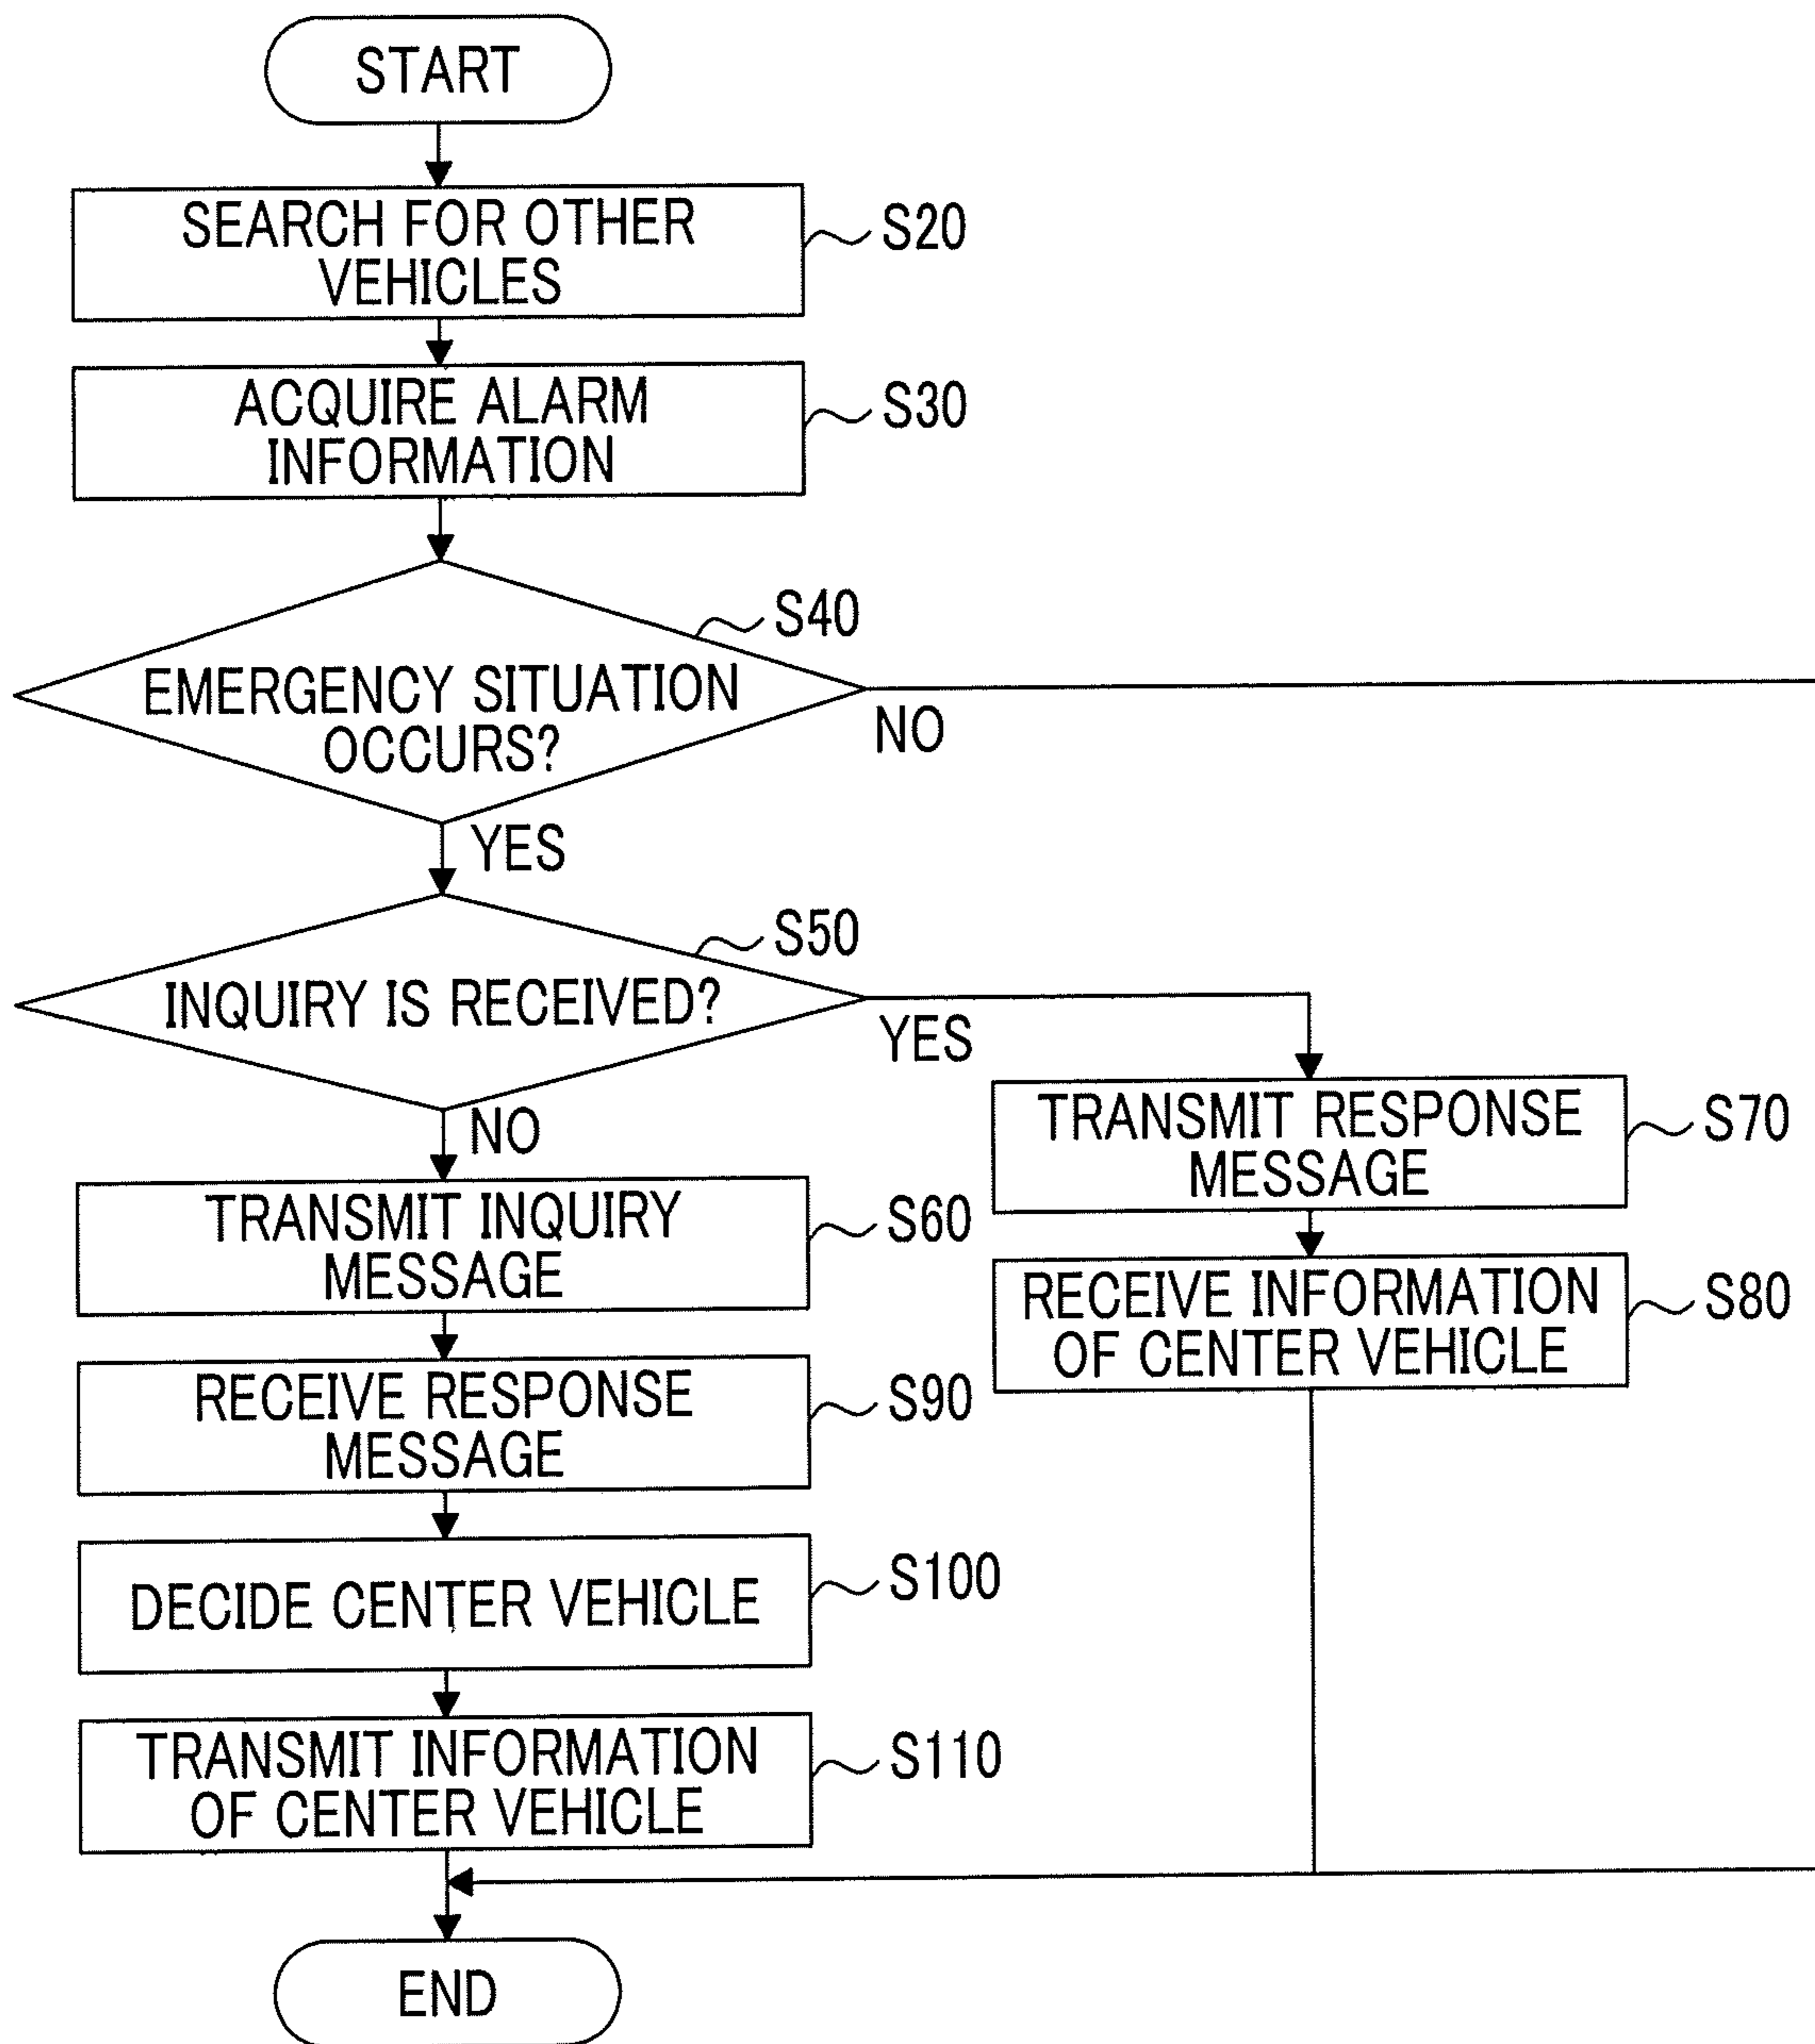 START
SEARCH FOR OTHER
VEHICLES
S20
ACQUIRE ALARM
INFORMATION
S30
S40
EMERGENCY SITUATION
OCCURS?
NO
YES
S50
INQUIRY IS RECEIVED?
YES
NO
TRANSMIT RESPONSE
MESSAGE
S70
TRANSMIT INQUIRY
MESSAGE
S60
RECEIVE INFORMATION
OF CENTER VEHICLE
S80
RECEIVE RESPONSE
MESSAGE
S90
DECIDE CENTER VEHICLE
S100
TRANSMIT INFORMATION
OF CENTER VEHICLE
S110
END